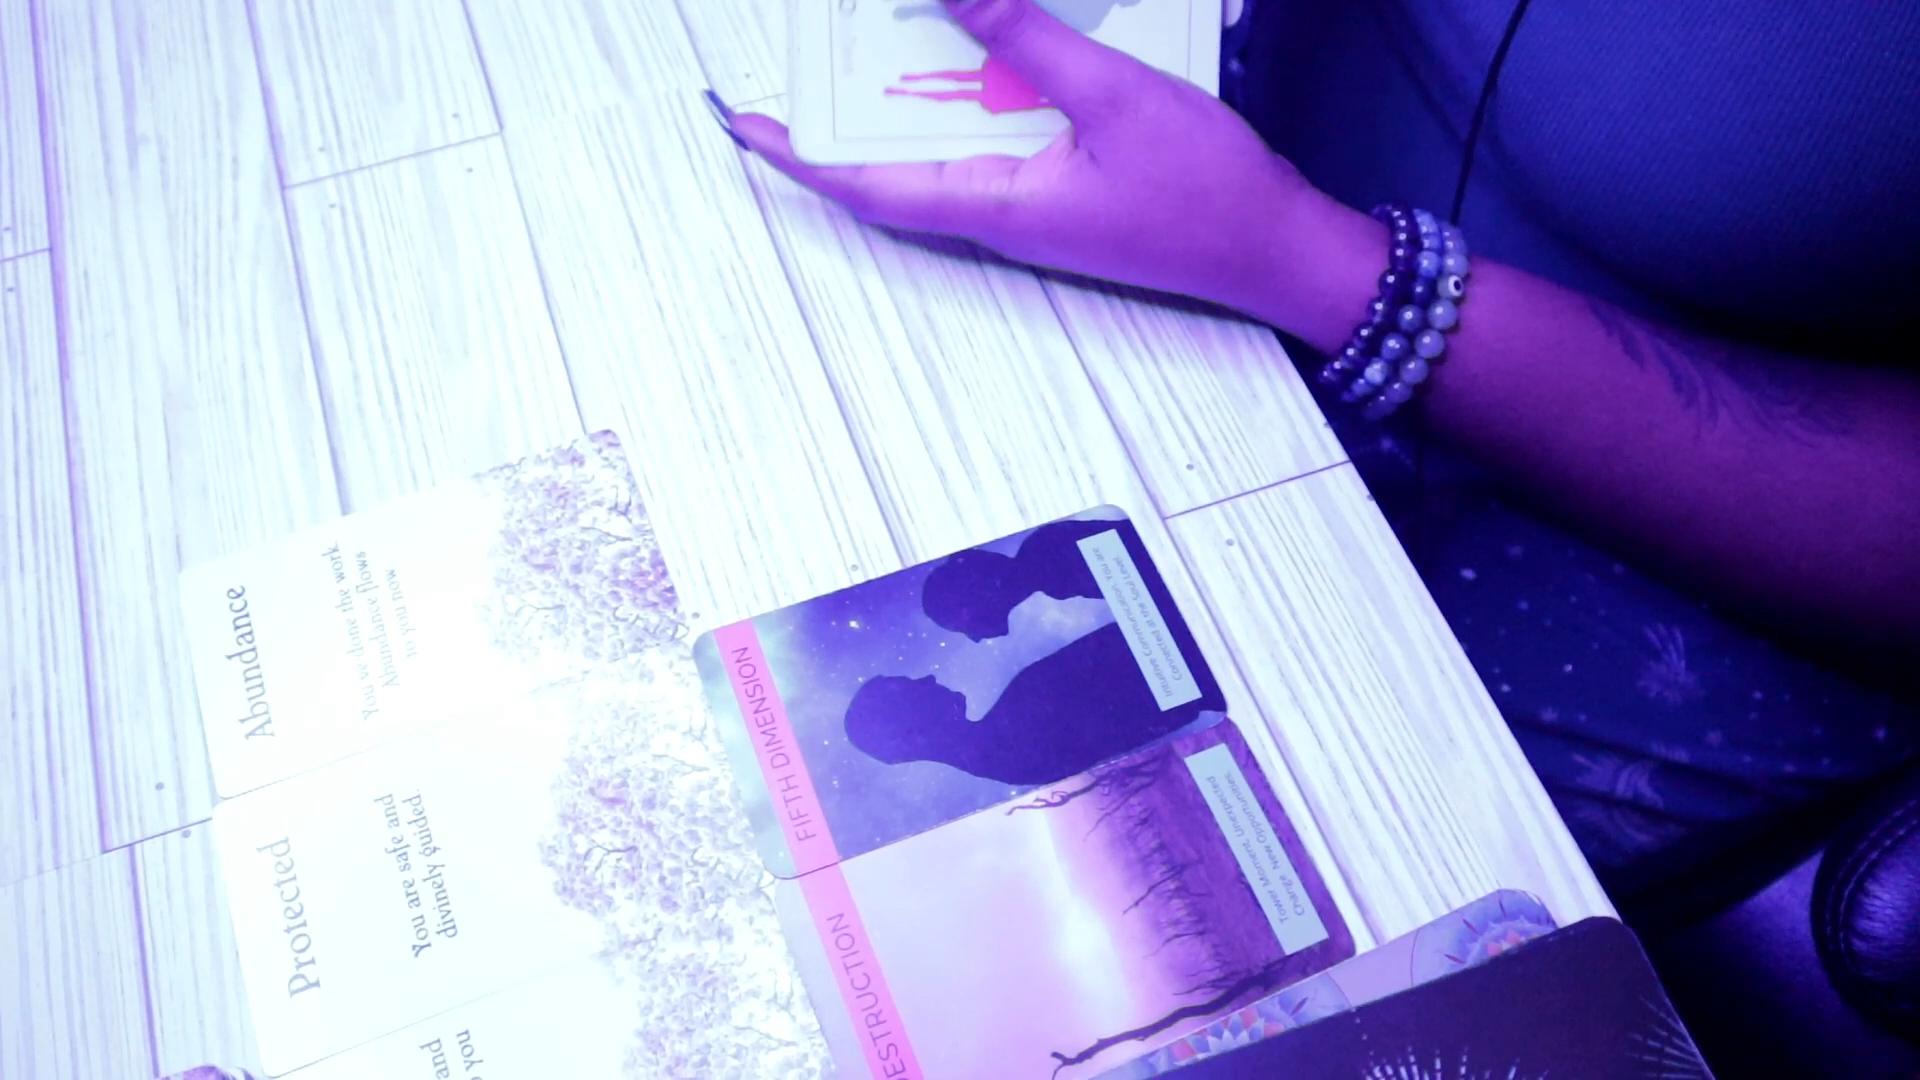 Abundance
You've done the work.
Abundance flows
to you now
Protected
You are safe and
divinely guided.
and
you
FIFTH DIMENSION
Intuitive Communication, You are
Connected at the Soul Level.
ESTRUCTION
Tower Moment, Unexpected
Change, New Opportunities.